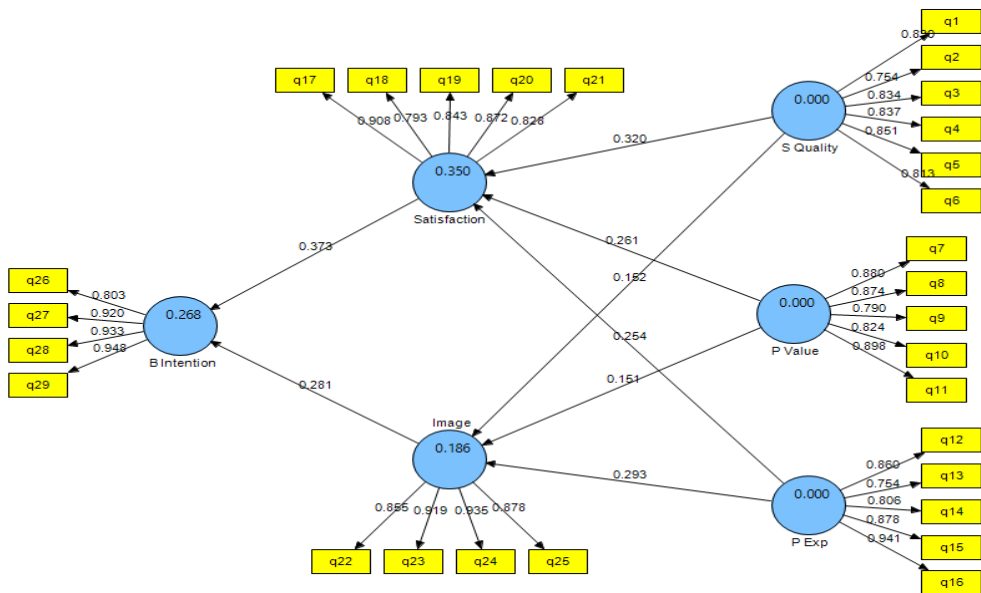 q1
q2
0.754
q3
0.834
q4
0.837
q5
0.851
q6
0.813
0.000
S Quality
q17
q18
q19
q20
q21
0.908
0.793
0.843
0.872
0.828
0.350
Satisfaction
0.320
0.261
0.152
0.254
0.373
q7
0.880
q8
0.874
q9
0.790
q10
0.824
q11
0.898
0.000
P Value
q26
0.803
q27
0.920
q28
0.933
q29
0.948
0.268
B Intention
0.281
0.151
0.293
Image
0.186
0.855
0.919
0.935
0.878
q22
q23
q24
q25
q12
0.860
q13
0.754
q14
0.806
q15
0.878
q16
0.941
0.000
P Exp